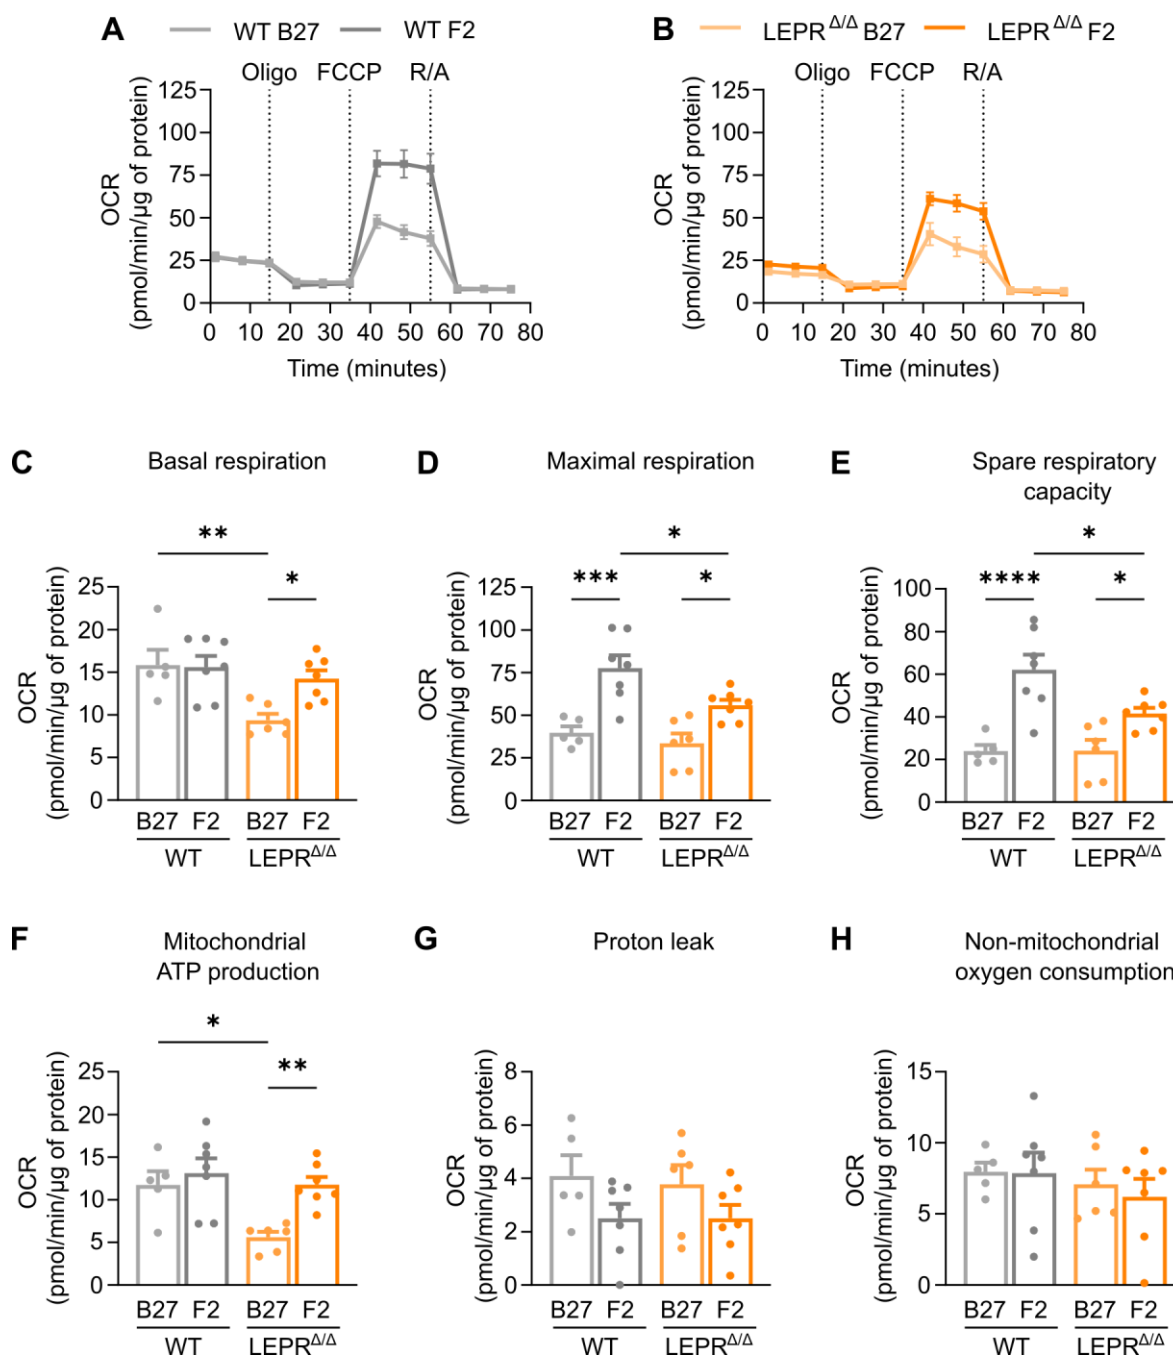 A WT B27 WT F2
Oligo FCCP R/A
125
100
75
50
25
0
OCR
(pmol/min/µg of protein)
0 10 20 30 40 50 60 70 80
Time (minutes)
B LEPR^Δ/Δ B27 LEPR^Δ/Δ F2
Oligo FCCP R/A
125
100
75
50
25
0
OCR
(pmol/min/µg of protein)
0 10 20 30 40 50 60 70 80
Time (minutes)
C Basal respiration
**
*
25
20
15
10
5
0
OCR
(pmol/min/µg of protein)
B27 F2 B27 F2
WT LEPR^Δ/Δ
D Maximal respiration
*
*** *
125
100
75
50
25
0
OCR
(pmol/min/µg of protein)
B27 F2 B27 F2
WT LEPR^Δ/Δ
E Spare respiratory
capacity
*
**** *
100
80
60
40
20
0
OCR
(pmol/min/µg of protein)
B27 F2 B27 F2
WT LEPR^Δ/Δ
F Mitochondrial
ATP production
*
**
25
20
15
10
5
0
OCR
(pmol/min/µg of protein)
B27 F2 B27 F2
WT LEPR^Δ/Δ
G Proton leak
8
6
4
2
0
OCR
(pmol/min/µg of protein)
B27 F2 B27 F2
WT LEPR^Δ/Δ
H Non-mitochondrial
oxygen consumption
15
10
5
0
OCR
(pmol/min/µg of protein)
B27 F2 B27 F2
WT LEPR^Δ/Δ